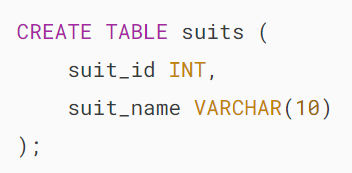 CREATE TABLE suits (
    suit_id INT,
    suit_name VARCHAR(10)
);